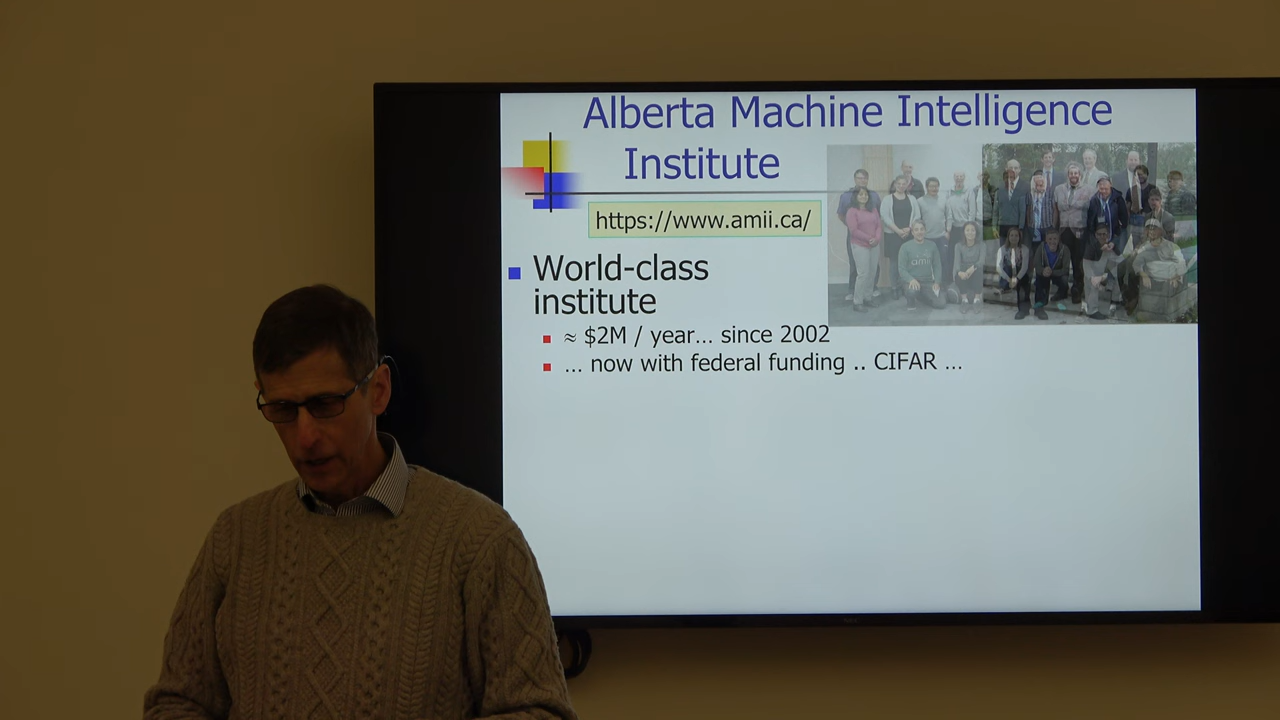 Alberta Machine Intelligence
Institute
https://www.amii.ca/
World-class
institute
≈ $2M / year... since 2002
... now with federal funding .. CIFAR ...
amii